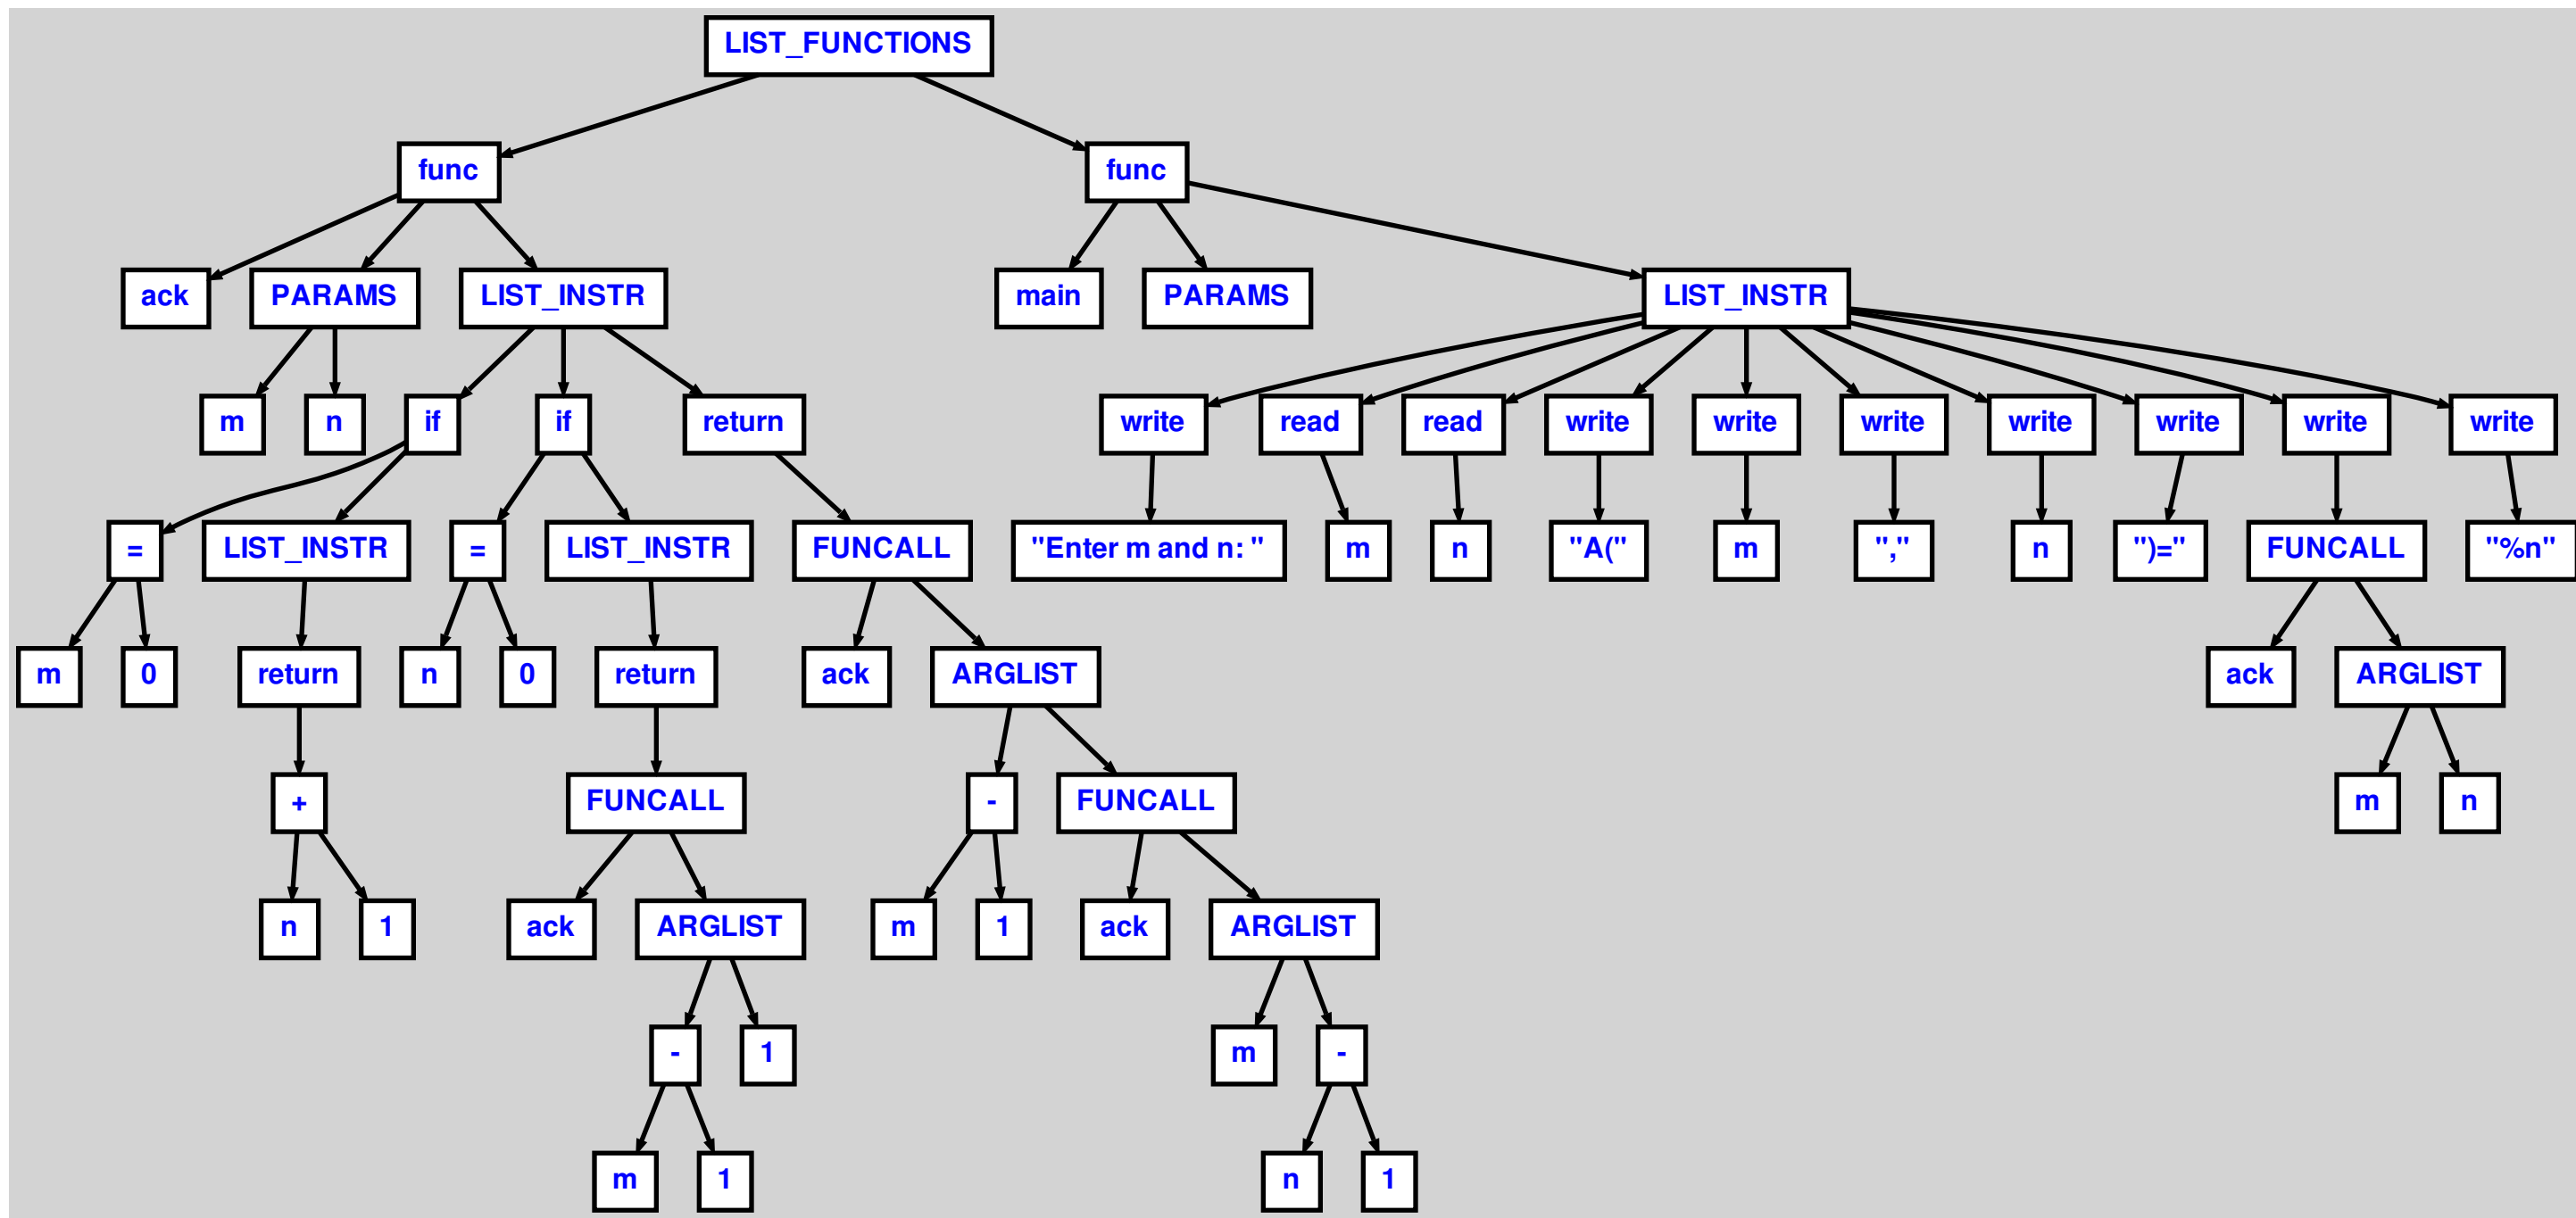 LIST_FUNCTIONS
func func
ack PARAMS LIST_INSTR main PARAMS LIST_INSTR
m n if if return write read read write write write write write write write
= LIST_INSTR = LIST_INSTR FUNCALL "Enter m and n: " m n "A(" m "," n ")=" FUNCALL "%n"
m 0 return n 0 return ack ARGLIST ack ARGLIST
+ FUNCALL - FUNCALL m n
n 1 ack ARGLIST m 1 ack ARGLIST
- 1 m -
m 1 n 1